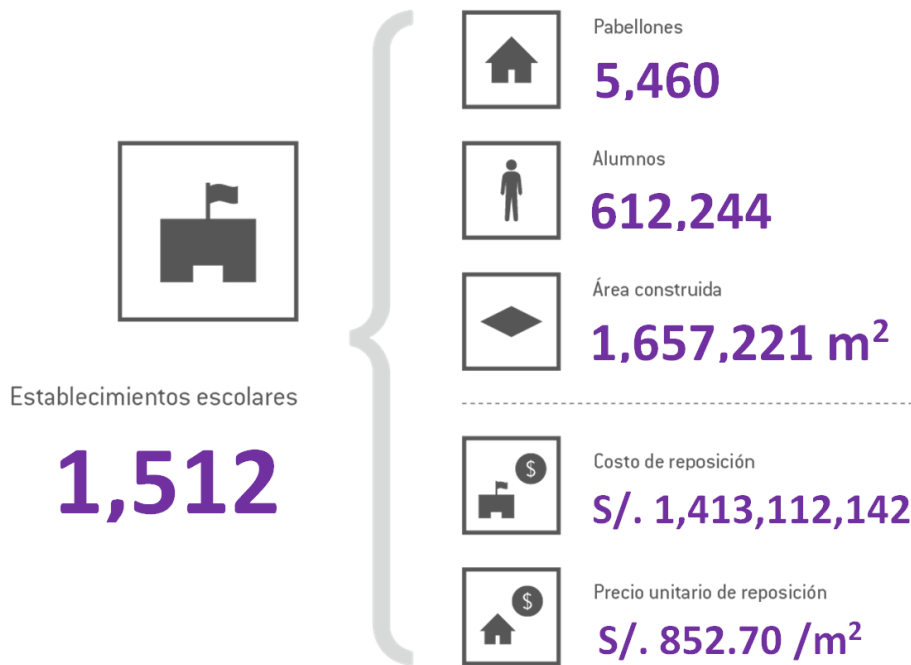 Establecimientos escolares
1,512
Pabellones
5,460
Alumnos
612,244
Área construida
1,657,221 m²
$
Costo de reposición
S/. 1,413,112,142
$
Precio unitario de reposición
S/. 852.70 /m²